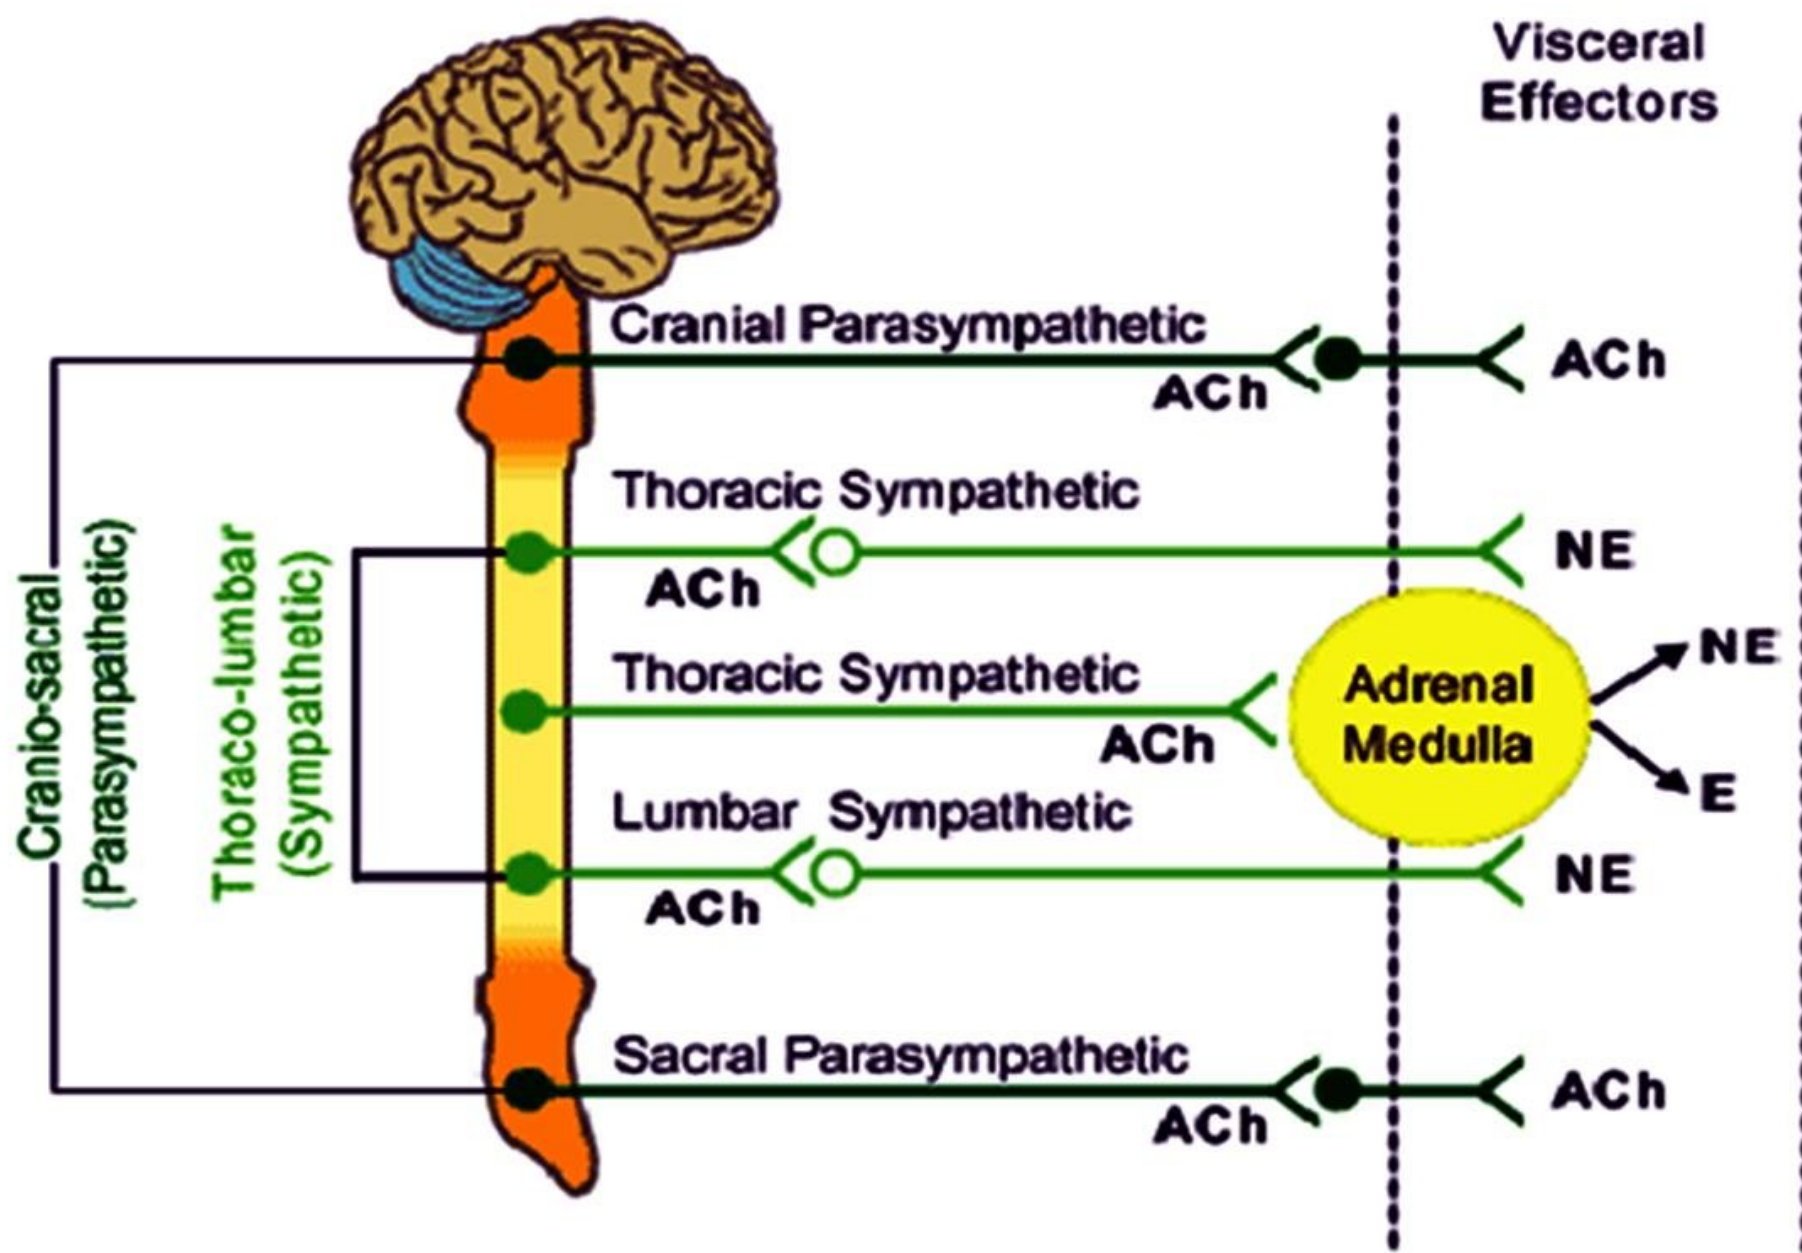 Visceral
Effectors
Cranial Parasympathetic
ACh
ACh
Thoracic Sympathetic
ACh
NE
Thoracic Sympathetic
ACh
Adrenal
Medulla
NE
E
Lumbar Sympathetic
ACh
NE
Sacral Parasympathetic
ACh
ACh
Cranio-sacral
(Parasympathetic)
Thoraco-lumbar
(Sympathetic)